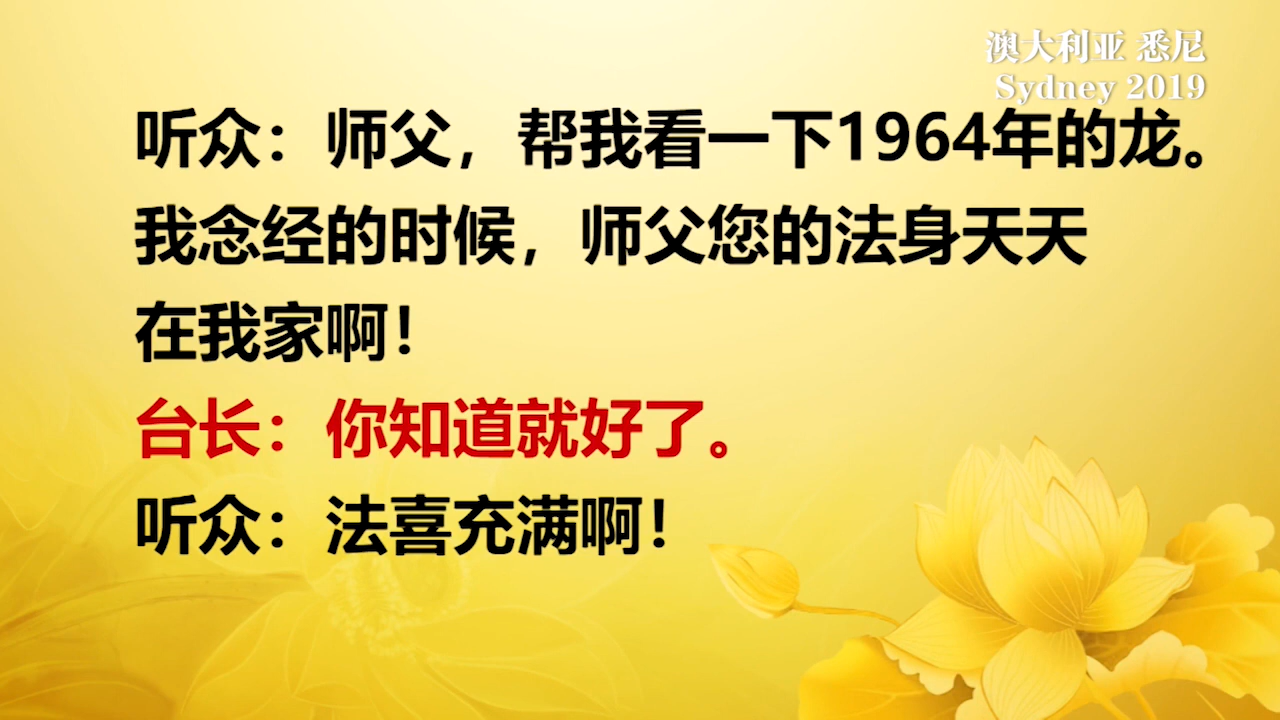 澳大利亚 悉尼
Sydney 2019
听众：师父，帮我看一下1964年的龙。
我念经的时候，师父您的法身天天
在我家啊！
台长：你知道就好了。
听众：法喜充满啊！